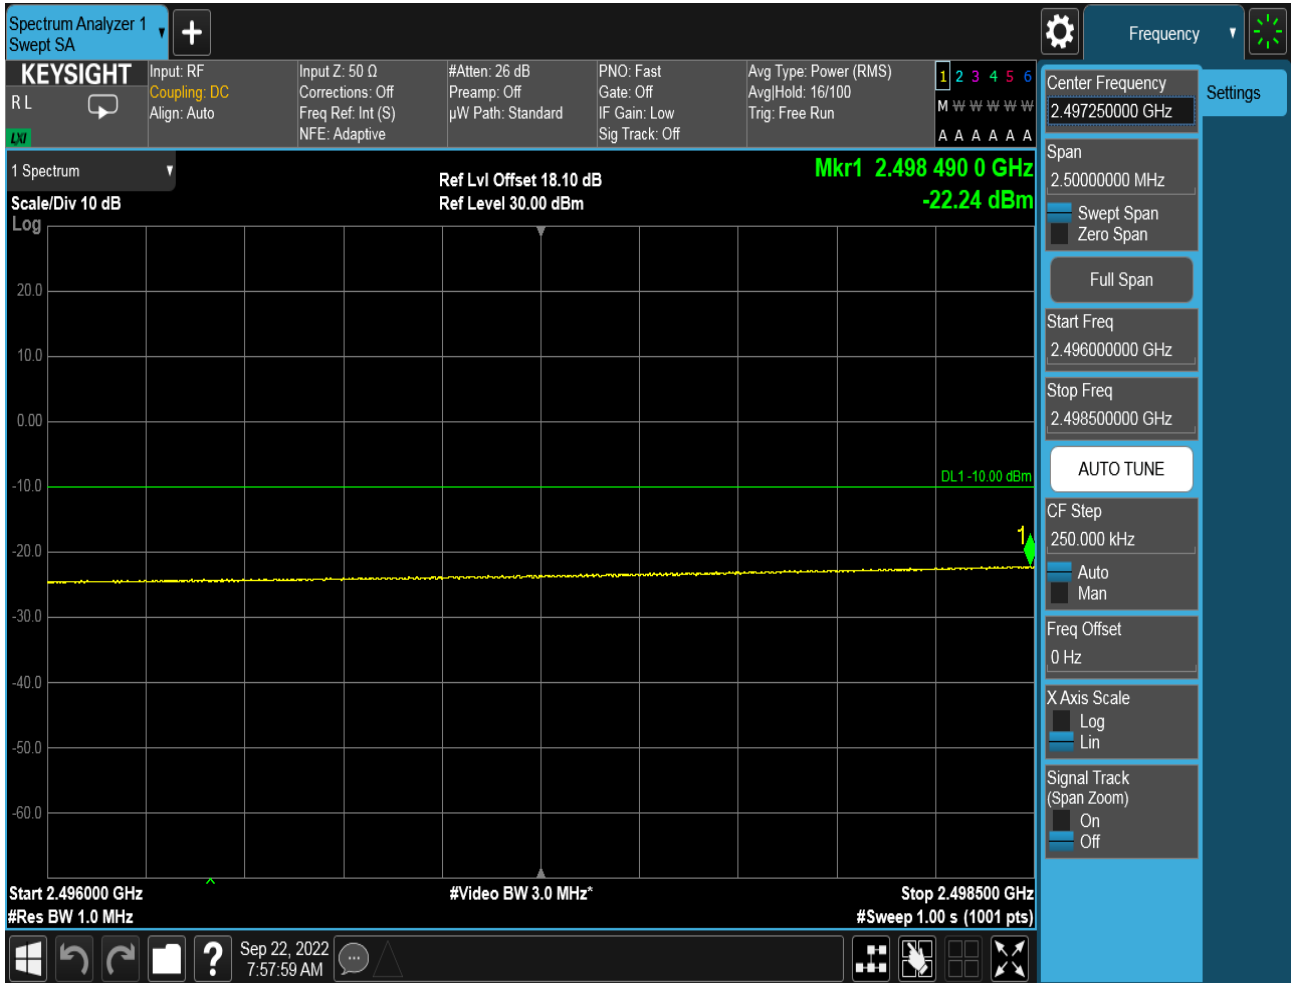 Spectrum Analyzer 1
Swept SA
Frequency
KEYSIGHT
R L
LXI
Input: RF
Coupling: DC
Align: Auto
Input Z: 50 Ω
Corrections: Off
Freq Ref: Int (S)
NFE: Adaptive
#Atten: 26 dB
Preamp: Off
µW Path: Standard
PNO: Fast
Gate: Off
IF Gain: Low
Sig Track: Off
Avg Type: Power (RMS)
Avg|Hold: 16/100
Trig: Free Run
1 2 3 4 5 6
M W W W W W
A A A A A A
1 Spectrum
Scale/Div 10 dB
Log
Ref Lvl Offset 18.10 dB
Ref Level 30.00 dBm
Mkr1 2.498 490 0 GHz
-22.24 dBm
20.0
10.0
0.00
-10.0
-20.0
-30.0
-40.0
-50.0
-60.0
DL1 -10.00 dBm
1
Start 2.496000 GHz
#Res BW 1.0 MHz
#Video BW 3.0 MHz*
Stop 2.498500 GHz
#Sweep 1.00 s (1001 pts)
Sep 22, 2022
7:57:59 AM
Center Frequency
2.497250000 GHz
Settings
Span
2.50000000 MHz
Swept Span
Zero Span
Full Span
Start Freq
2.496000000 GHz
Stop Freq
2.498500000 GHz
AUTO TUNE
CF Step
250.000 kHz
Auto
Man
Freq Offset
0 Hz
X Axis Scale
Log
Lin
Signal Track
(Span Zoom)
On
Off